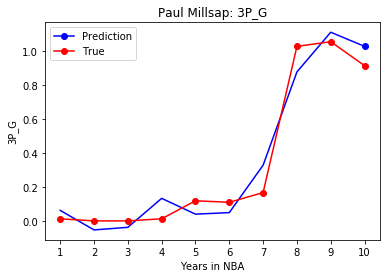 Paul Millsap: 3P_G
Prediction
True
3P_G
1.0
0.8
0.6
0.4
0.2
0.0
1 2 3 4 5 6 7 8 9 10
Years in NBA